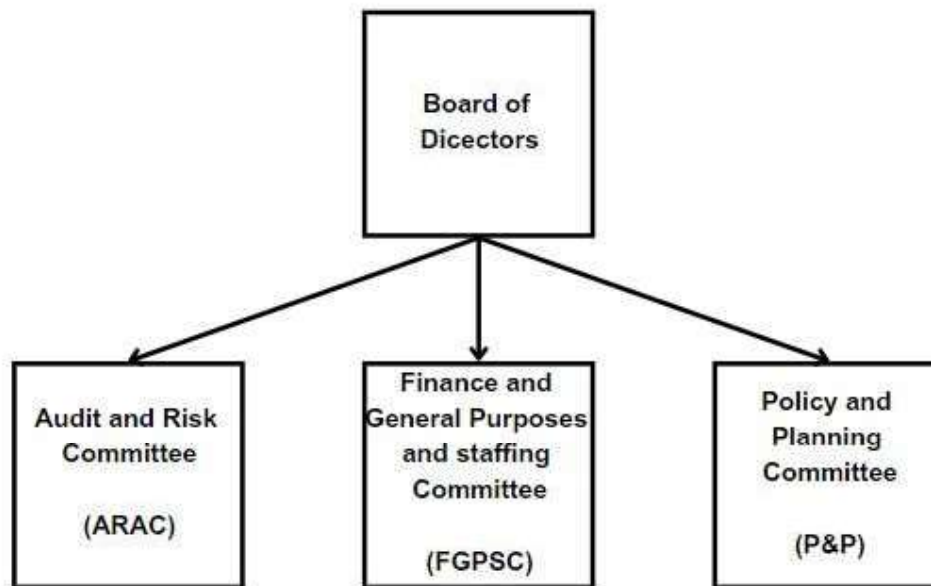 Board of
Dicectors
Audit and Risk
Committee
(ARAC)
Finance and
General Purposes
and staffing
Committee
(FGPSC)
Policy and
Planning
Committee
(P&P)